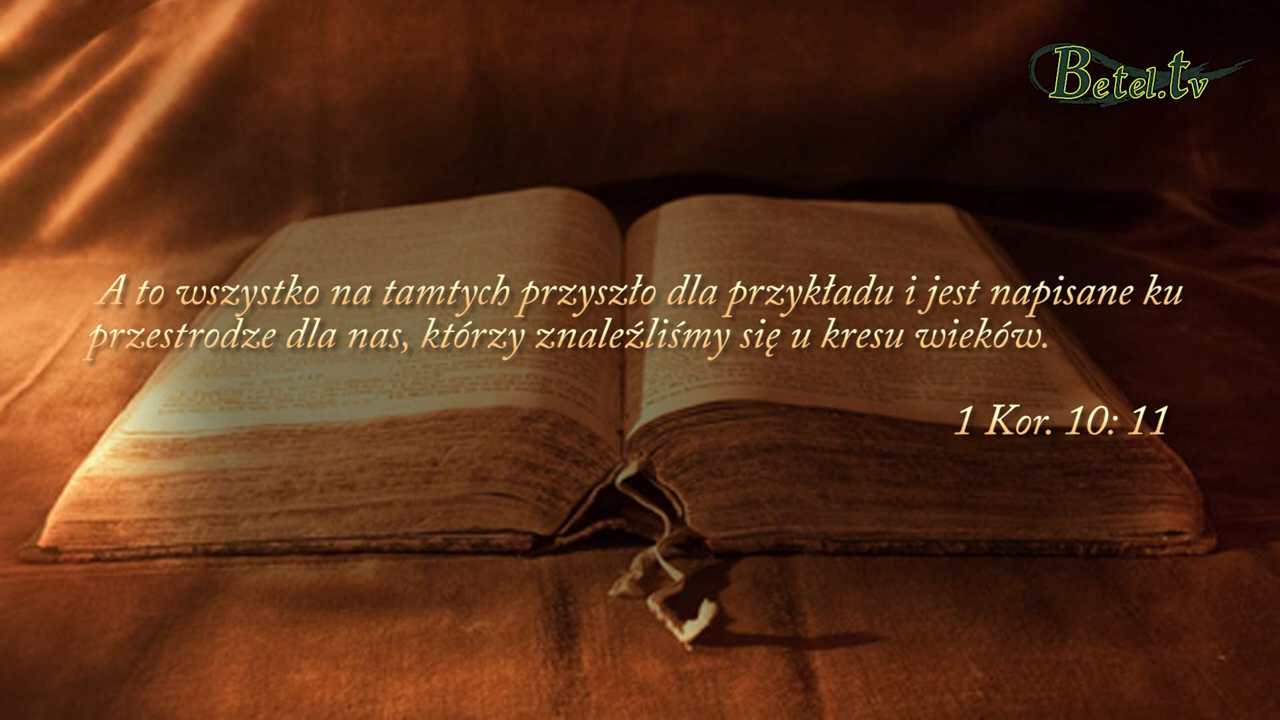 Betel.tv
A to wszystko na tamtych przyszło dla przykładu i jest napisane ku
przestrodze dla nas, którzy znaleźliśmy się u kresu wieków.
1 Kor. 10: 11